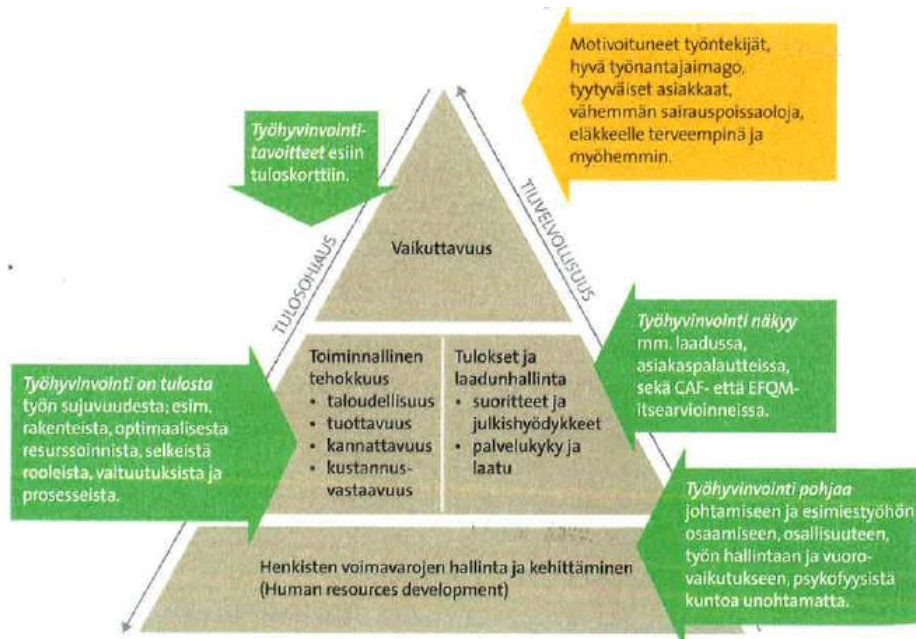 Motivoituneet työntekijät,
hyvä työnantajaimago,
tyytyväiset asiakkaat,
vähemmän sairauspoissaoloja,
eläkkeelle terveempinä ja
myöhemmin.
Työhyvinvointi-
tavoitteet esiin
tuloskorttiin.
TULOSOHJAUS
TILIVELVOLLISUUS
Vaikuttavuus
Työhyvinvointi on tulosta
työn sujuvuudesta; esim.
rakenteista, optimaalisesta
resurssoinnista, selkeistä
rooleista, valtuutuksista ja
prosesseista.
Toiminnallinen
tehokkuus
• taloudellisuus
• tuottavuus
• kannattavuus
• kustannus-
vastaavuus
Tulokset ja
laadunhallinta
• suoritteet ja
julkishyödykkeet
• palvelukyky ja
laatu
Työhyvinvointi näkyy
mm. laadussa,
asiakaspalautteissa,
sekä CAF- että EFQM-
itsearvioinneissa.
Työhyvinvointi pohjaa
johtamiseen ja esimiestyöhön
osaamiseen, osallisuuteen,
työn hallintaan ja vuoro-
vaikutukseen, psykofyysistä
kuntoa unohtamatta.
Henkisten voimavarojen hallinta ja kehittäminen
(Human resources development)